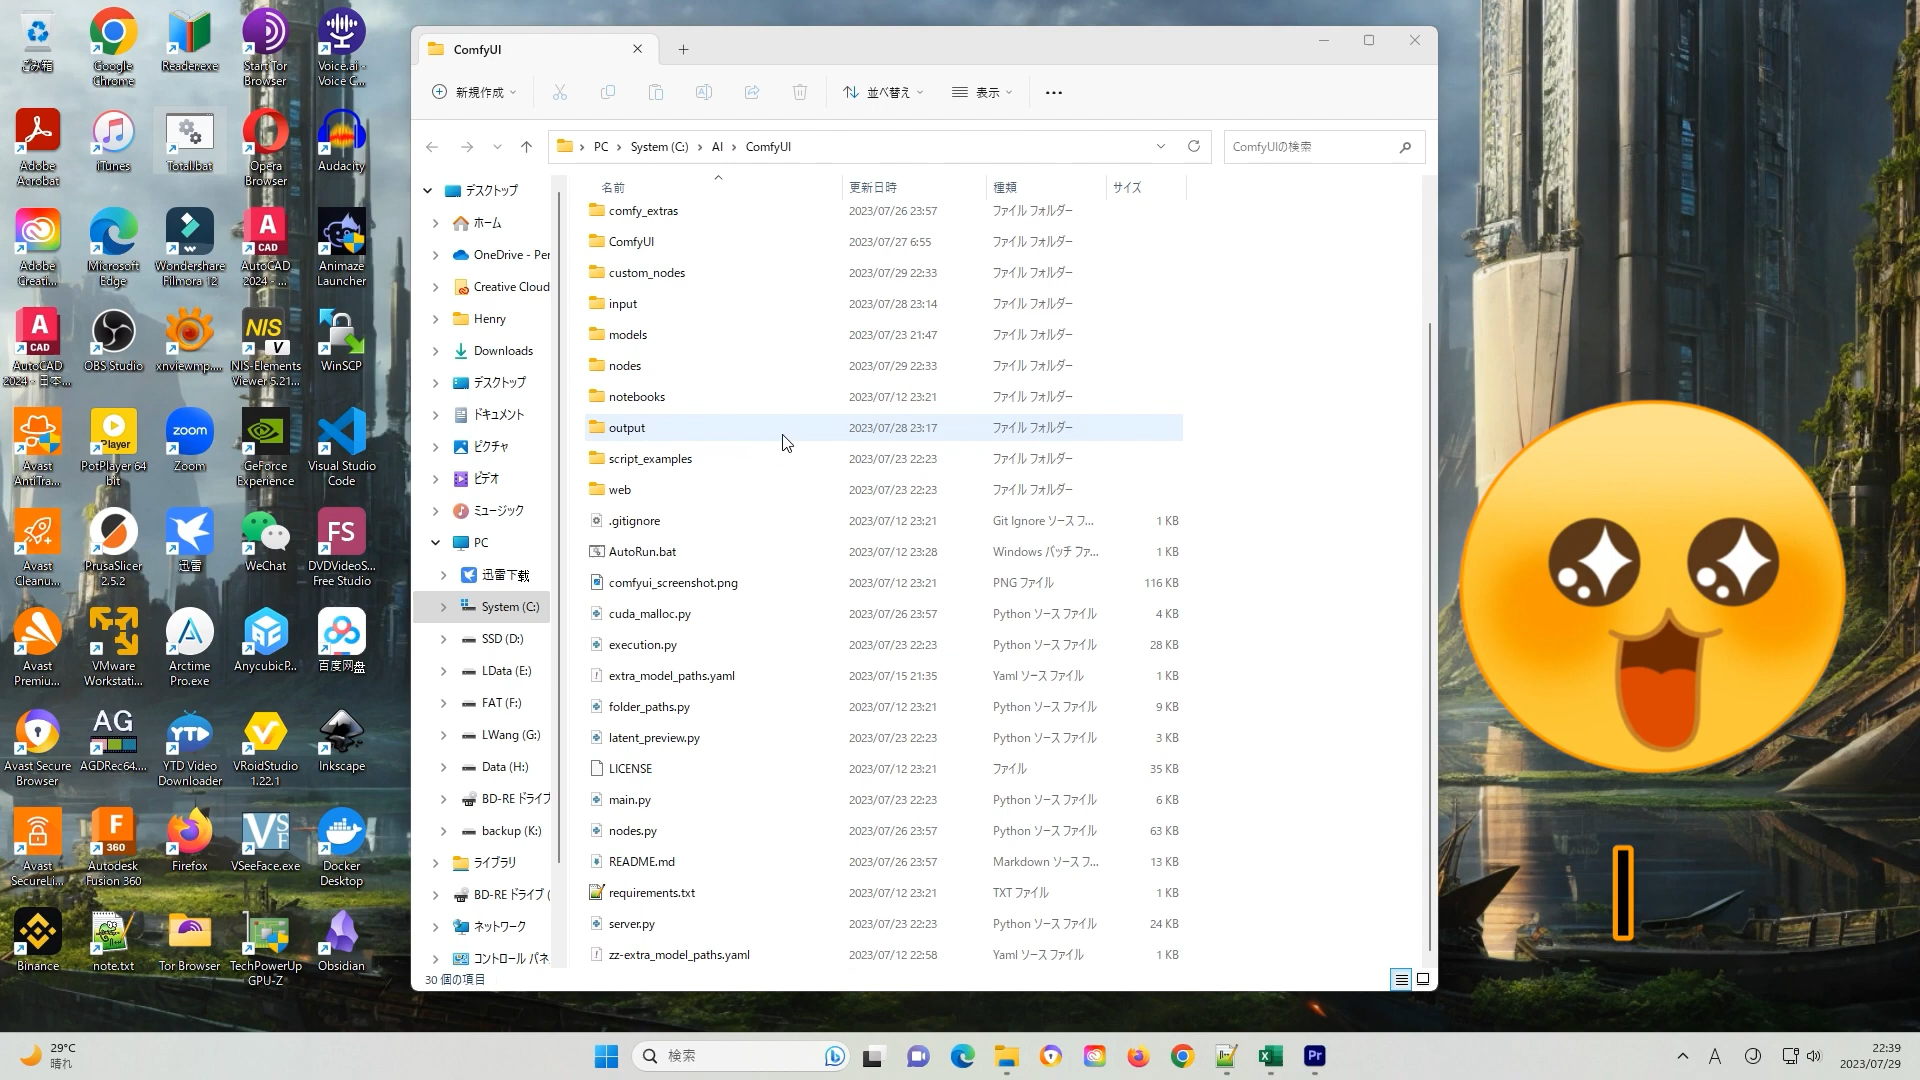 ごみ箱
Google Chrome
Reader.exe
Start Tor Browser
Voice.ai - Voice C...
Adobe Acrobat
iTunes
Total.bat
Opera Browser
Audacity
Adobe Creati...
Microsoft Edge
Wondershare Filmora 12
AutoCAD 2024 - ...
Animaze Launcher
AutoCAD 2024 - 日本...
OBS Studio
xnviewmp....
NIS-Elements Viewer 5.21...
WinSCP
Avast AntiTra...
PotPlayer 64 bit
Zoom
GeForce Experience
Visual Studio Code
Avast Cleanu...
PrusaSlicer 2.5.2
迅雷
WeChat
DVDVideoS... Free Studio
Avast Premiu...
VMware Workstati...
Arctime Pro.exe
AnycubicP...
百度网盘
Avast Secure Browser
AGDRec64....
YTD Video Downloader
VRoidStudio 1.22.1
Inkscape
Avast SecureLi...
Autodesk Fusion 360
Firefox
VSeeFace.exe
Docker Desktop
Binance
note.txt
Tor Browser
TechPowerUp GPU-Z
Obsidian
ComfyUI
新規作成
並べ替え
表示
PC › System (C:) › AI › ComfyUI
ComfyUIの検索
デスクトップ
ホーム
OneDrive - Per
Creative Cloud
Henry
Downloads
デスクトップ
ドキュメント
ピクチャ
ビデオ
ミュージック
PC
迅雷下载
System (C:)
SSD (D:)
LData (E:)
FAT (F:)
LWang (G:)
Data (H:)
BD-RE ドライブ
backup (K:)
ライブラリ
BD-RE ドライブ (
ネットワーク
コントロール パネ
名前 更新日時 種類 サイズ
comfy_extras 2023/07/26 23:57 ファイル フォルダー
ComfyUI 2023/07/27 6:55 ファイル フォルダー
custom_nodes 2023/07/29 22:33 ファイル フォルダー
input 2023/07/28 23:14 ファイル フォルダー
models 2023/07/23 21:47 ファイル フォルダー
nodes 2023/07/29 22:33 ファイル フォルダー
notebooks 2023/07/12 23:21 ファイル フォルダー
output 2023/07/28 23:17 ファイル フォルダー
script_examples 2023/07/23 22:23 ファイル フォルダー
web 2023/07/23 22:23 ファイル フォルダー
.gitignore 2023/07/12 23:21 Git Ignore ソース フ... 1 KB
AutoRun.bat 2023/07/12 23:28 Windows バッチ ファ... 1 KB
comfyui_screenshot.png 2023/07/12 23:21 PNG ファイル 116 KB
cuda_malloc.py 2023/07/26 23:57 Python ソース ファイル 4 KB
execution.py 2023/07/23 22:23 Python ソース ファイル 28 KB
extra_model_paths.yaml 2023/07/15 21:35 Yaml ソース ファイル 1 KB
folder_paths.py 2023/07/12 23:21 Python ソース ファイル 9 KB
latent_preview.py 2023/07/23 22:23 Python ソース ファイル 3 KB
LICENSE 2023/07/12 23:21 ファイル 35 KB
main.py 2023/07/23 22:23 Python ソース ファイル 6 KB
nodes.py 2023/07/26 23:57 Python ソース ファイル 63 KB
README.md 2023/07/26 23:57 Markdown ソース フ... 13 KB
requirements.txt 2023/07/12 23:21 TXT ファイル 1 KB
server.py 2023/07/23 22:23 Python ソース ファイル 24 KB
zz-extra_model_paths.yaml 2023/07/12 22:58 Yaml ソース ファイル 1 KB
30 個の項目
29°C
晴れ
検索
A
22:39
2023/07/29